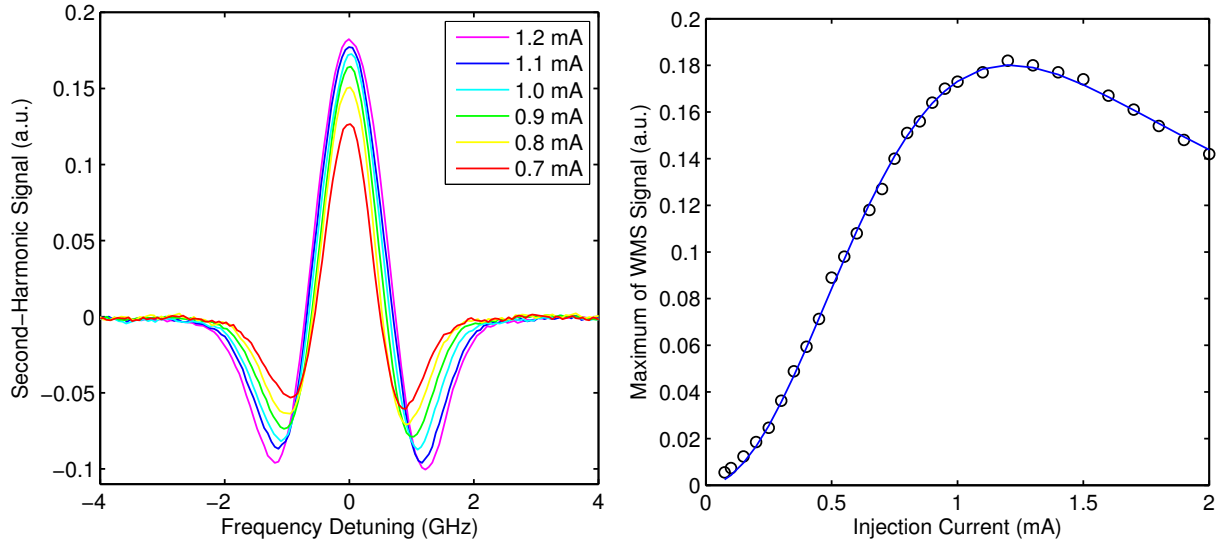 0.2
0.15
0.1
0.05
0
−0.05
−0.1
−4
−2
0
2
4
Second−Harmonic Signal (a.u.)
Frequency Detuning (GHz)
1.2 mA
1.1 mA
1.0 mA
0.9 mA
0.8 mA
0.7 mA
0.2
0.18
0.16
0.14
0.12
0.1
0.08
0.06
0.04
0.02
0
0
0.5
1
1.5
2
Maximum of WMS Signal (a.u.)
Injection Current (mA)